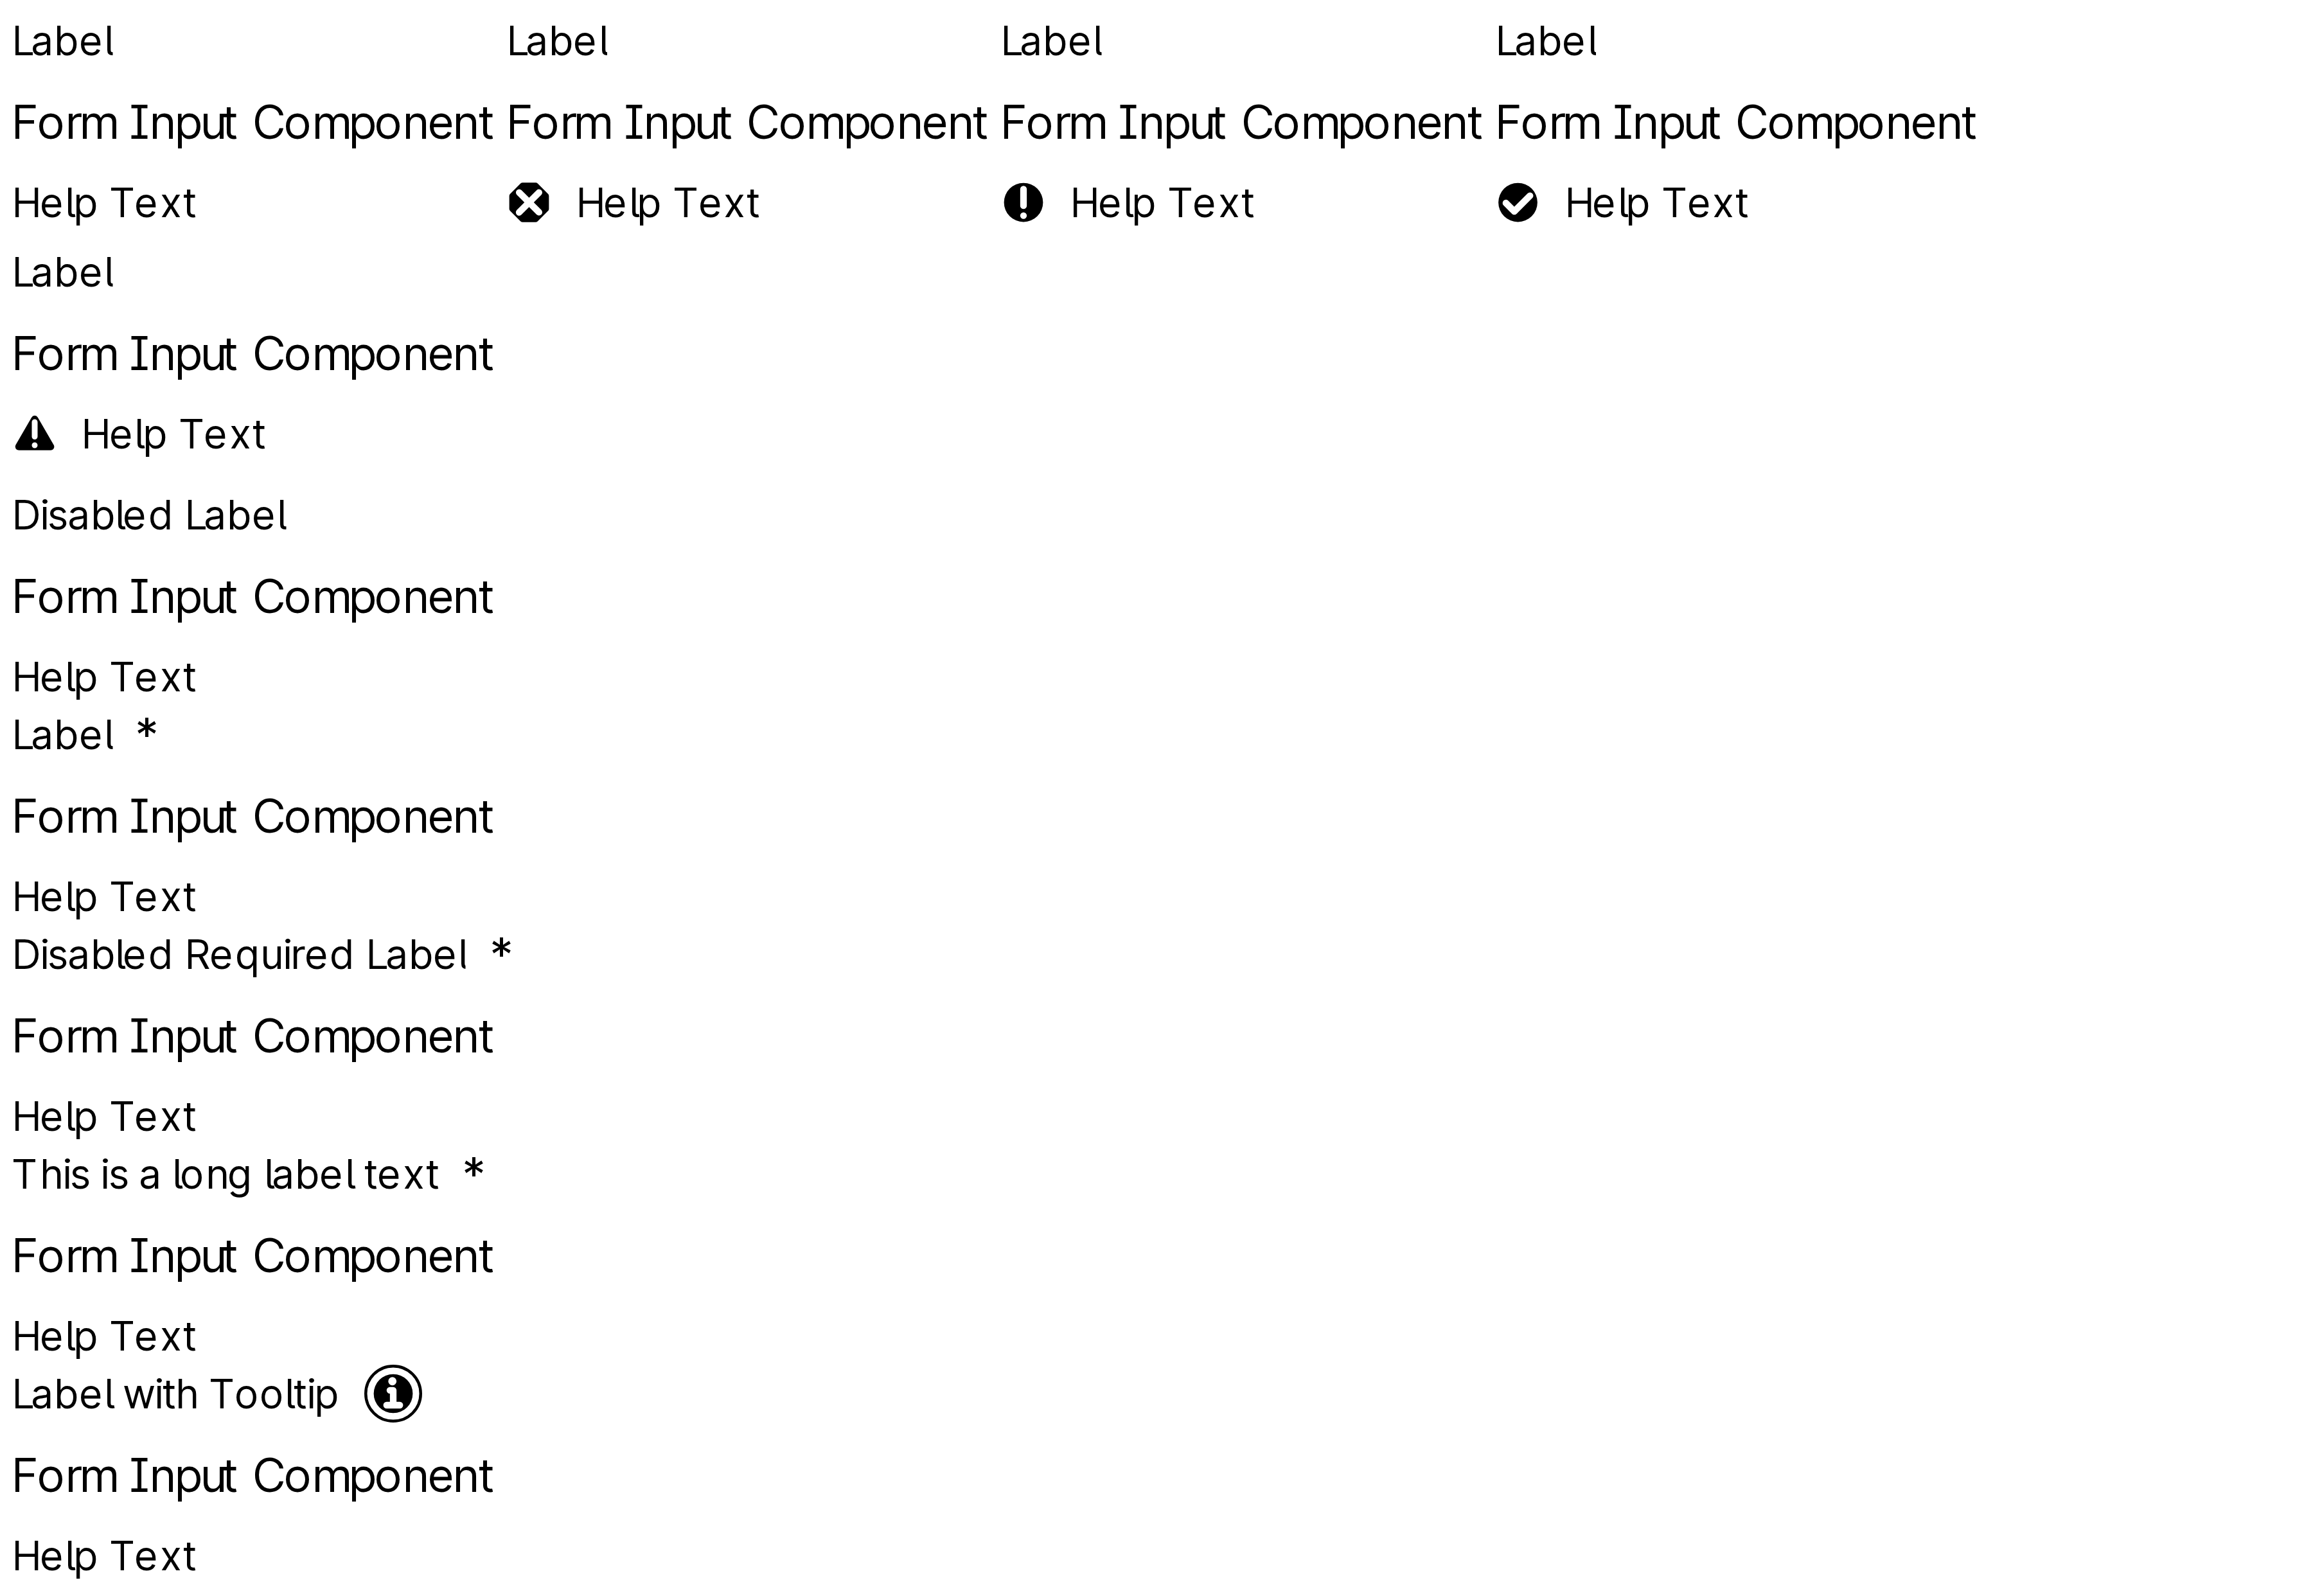 Label Label Label Label
Form Input Component Form Input Component Form Input Component Form Input Component
Help Text Help Text Help Text Help Text
Label
Form Input Component
Help Text
Disabled Label
Form Input Component
Help Text
Label *
Form Input Component
Help Text
Disabled Required Label *
Form Input Component
Help Text
This is a long label text *
Form Input Component
Help Text
Label with Tooltip
Form Input Component
Help Text